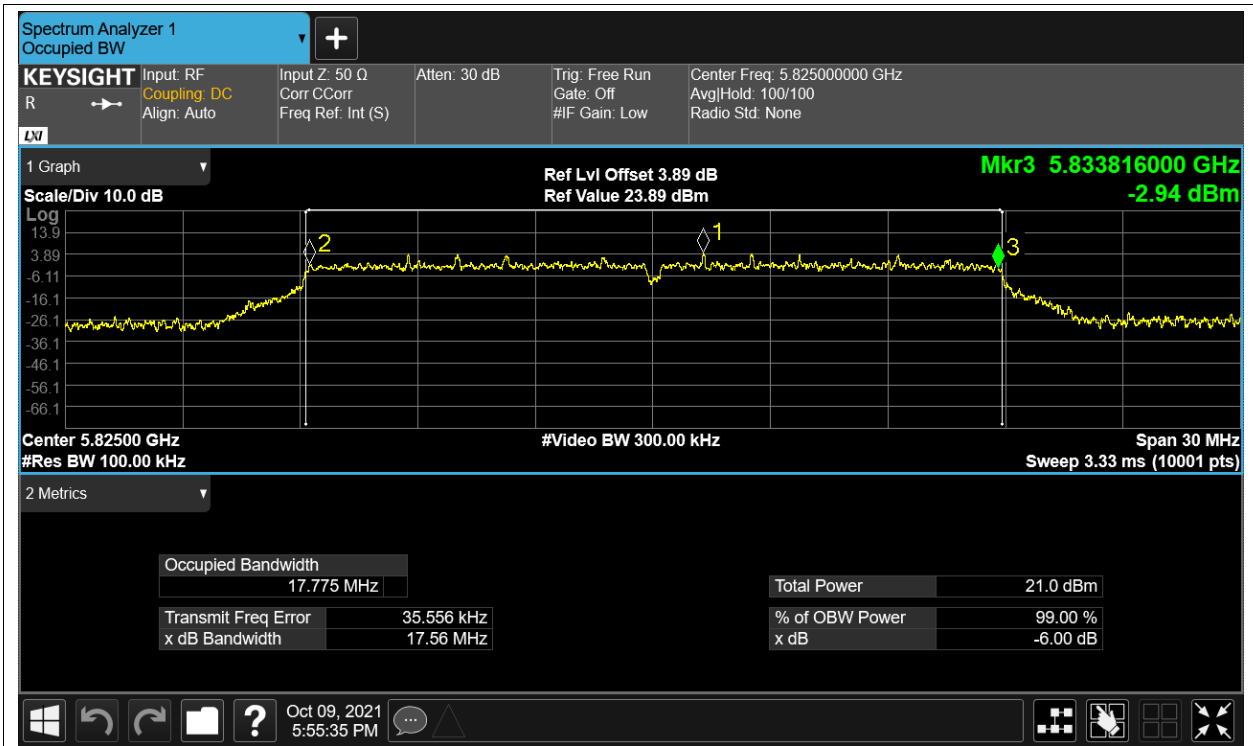 Spectrum Analyzer 1
Occupied BW
KEYSIGHT
R
LXI
Input: RF
Coupling: DC
Align: Auto
Input Z: 50 Ω
Corr CCorr
Freq Ref: Int (S)
Atten: 30 dB
Trig: Free Run
Gate: Off
#IF Gain: Low
Center Freq: 5.825000000 GHz
Avg|Hold: 100/100
Radio Std: None
1 Graph
Scale/Div 10.0 dB
Ref Lvl Offset 3.89 dB
Ref Value 23.89 dBm
Mkr3 5.833816000 GHz
-2.94 dBm
Log
13.9
3.89
-6.11
-16.1
-26.1
-36.1
-46.1
-56.1
-66.1
2
1
3
Center 5.82500 GHz
#Video BW 300.00 kHz
Span 30 MHz
#Res BW 100.00 kHz
Sweep 3.33 ms (10001 pts)
2 Metrics
Occupied Bandwidth
17.775 MHz
Total Power 21.0 dBm
Transmit Freq Error 35.556 kHz
% of OBW Power 99.00 %
x dB Bandwidth 17.56 MHz
x dB -6.00 dB
?
Oct 09, 2021
5:55:35 PM